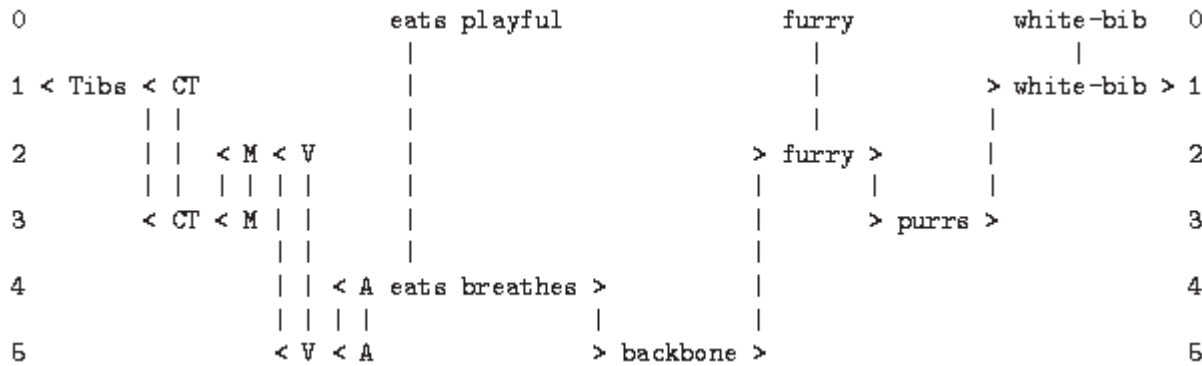 0 eats playful furry white-bib 0
1 < Tibs < CT > white-bib > 1
2 < M < V > furry > 2
3 < CT < M > purrs > 3
4 < A eats breathes > 4
5 < V < A > backbone > 5